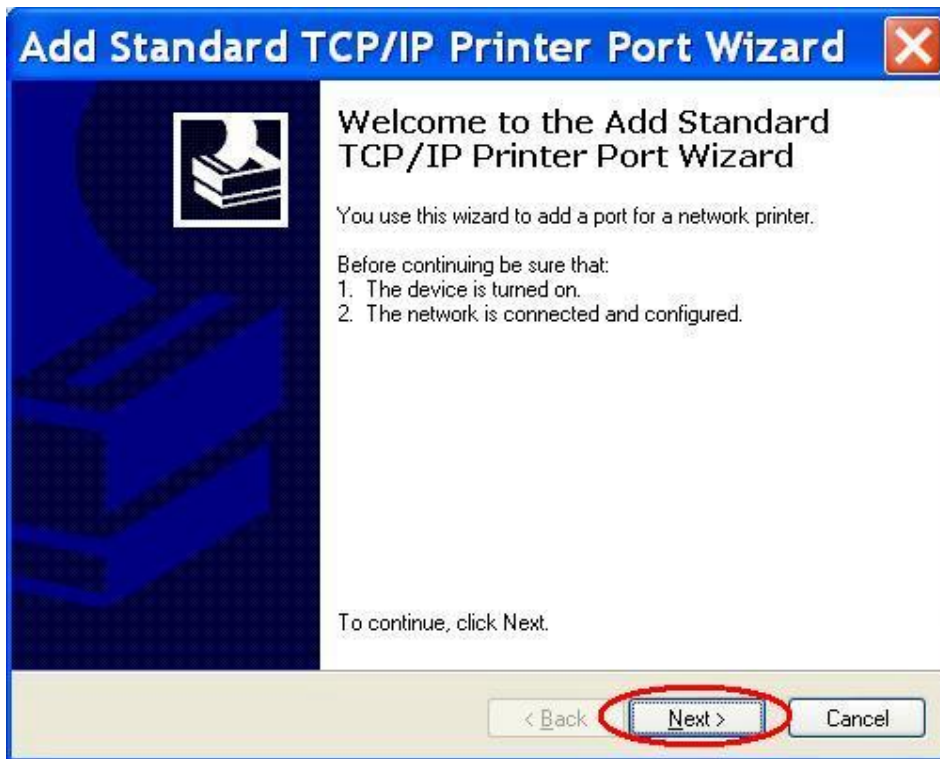 Add Standard TCP/IP Printer Port Wizard
Welcome to the Add Standard
TCP/IP Printer Port Wizard
You use this wizard to add a port for a network printer.
Before continuing be sure that:
1. The device is turned on.
2. The network is connected and configured.
To continue, click Next.
< Back
Next >
Cancel